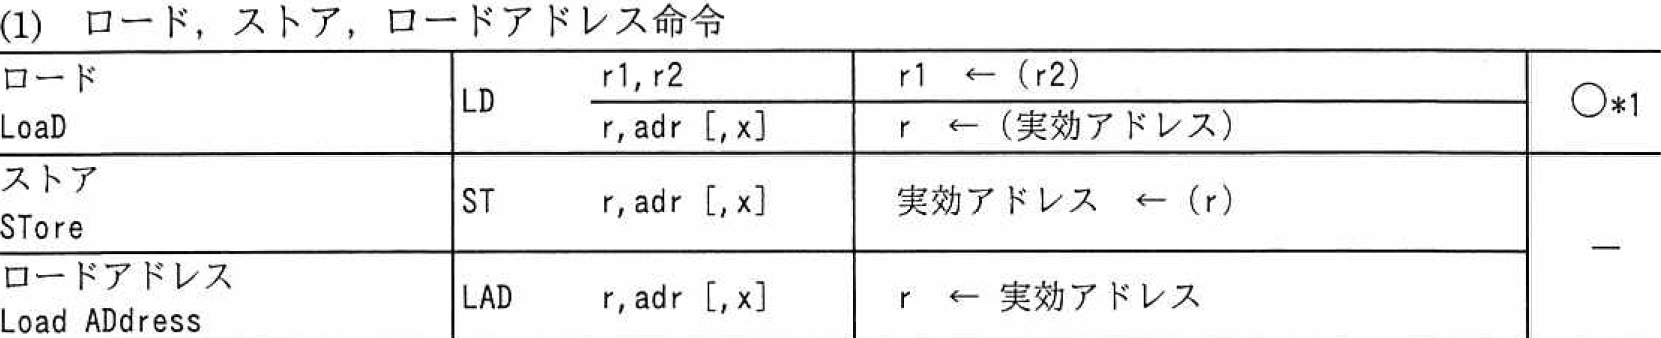 (1) ロード，ストア，ロードアドレス命令
ロード
LoaD
LD
r1,r2
r1 ← (r2)
r,adr [,x]
r ← (実効アドレス)
○*1
ストア
STore
ST r,adr [,x]
実効アドレス ← (r)
ロードアドレス
Load ADdress
LAD r,adr [,x]
r ← 実効アドレス
－